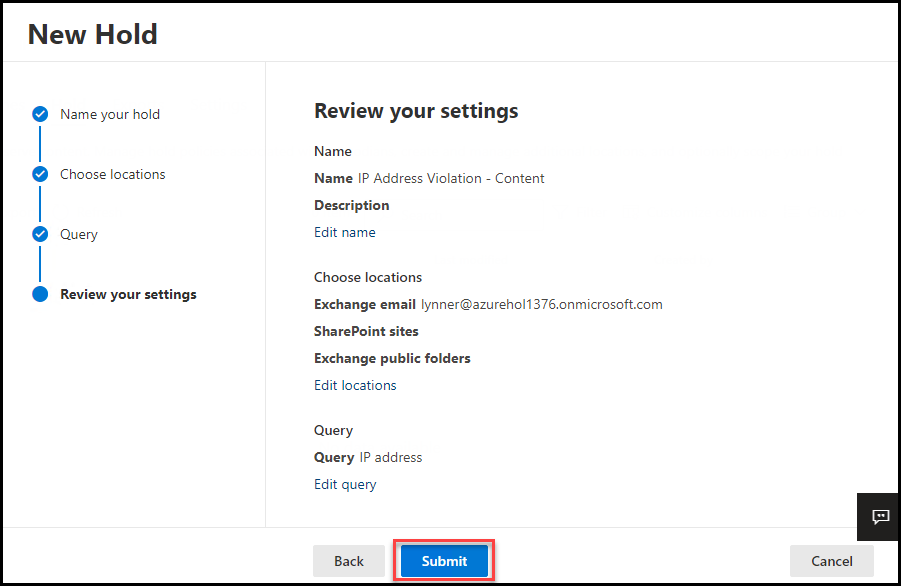 New Hold
Name your hold
Choose locations
Query
Review your settings
Review your settings
Name
Name IP Address Violation - Content
Description
Edit name
Choose locations
Exchange email lynner@azurehol1376.onmicrosoft.com
SharePoint sites
Exchange public folders
Edit locations
Query
Query IP address
Edit query
Back
Submit
Cancel